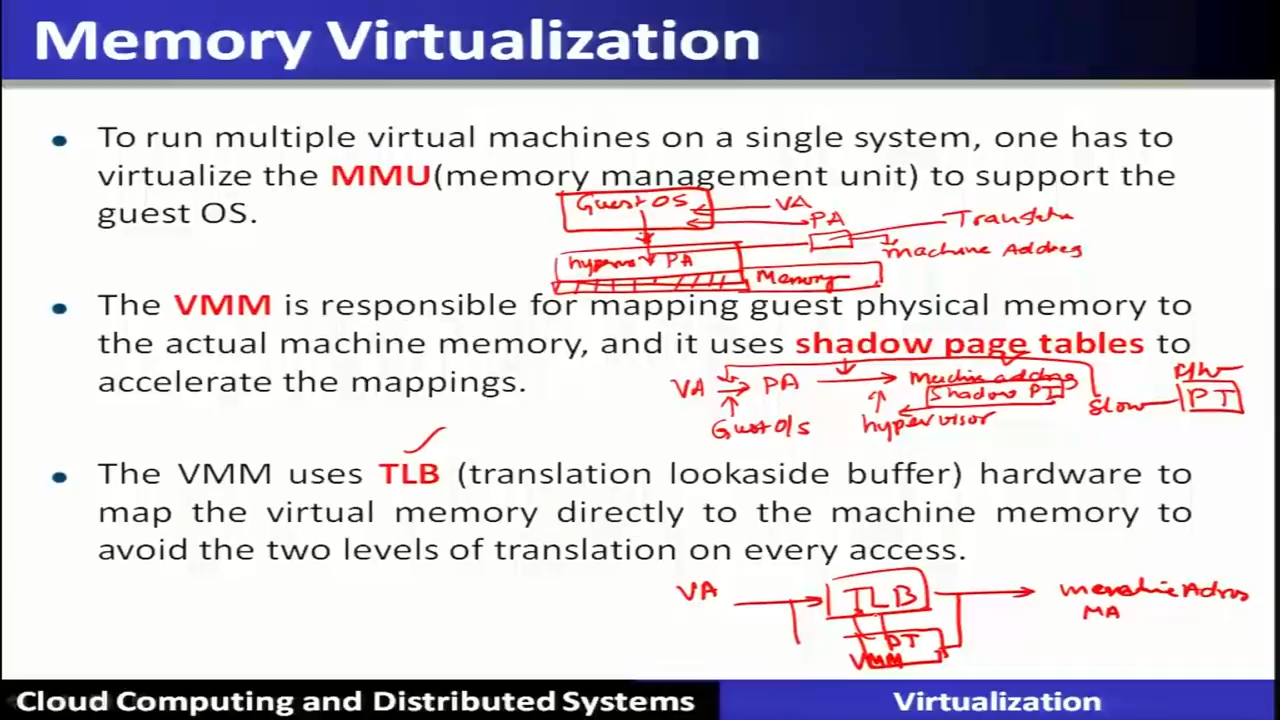 Memory Virtualization
To run multiple virtual machines on a single system, one has to
virtualize the MMU(memory management unit) to support the
guest OS.
Guest OS
VA
PA
machine Address
PA
Memory
The VMM is responsible for mapping guest physical memory to
the actual machine memory, and it uses shadow page tables to
accelerate the mappings.
VA PA
Shadow PT
Slow
PT
Guest O/s
hypervisor
The VMM uses TLB (translation lookaside buffer) hardware to
map the virtual memory directly to the machine memory to
avoid the two levels of translation on every access.
VA
TLB
MA
PT
VMM
Cloud Computing and Distributed Systems
Virtualization